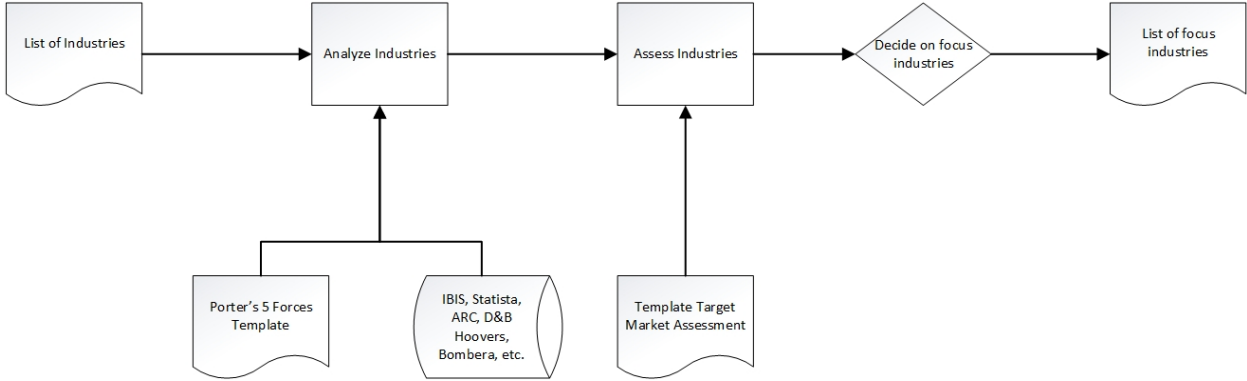 List of Industries
Analyze Industries
Assess Industries
Decide on focus
industries
List of focus
industries
Porter's 5 Forces
Template
IBIS, Statista,
ARC, D&B
Hoovers,
Bombera, etc.
Template Target
Market Assessment